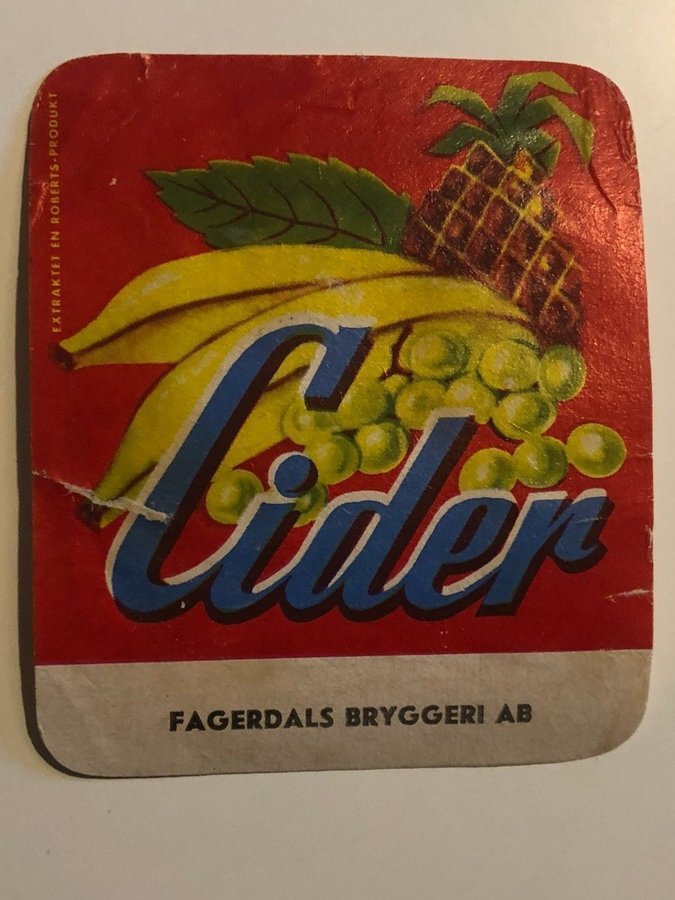 EXTRAKTET EN ROBERTS-PRODUKT
Cider
FAGERDALS BRYGGERI AB